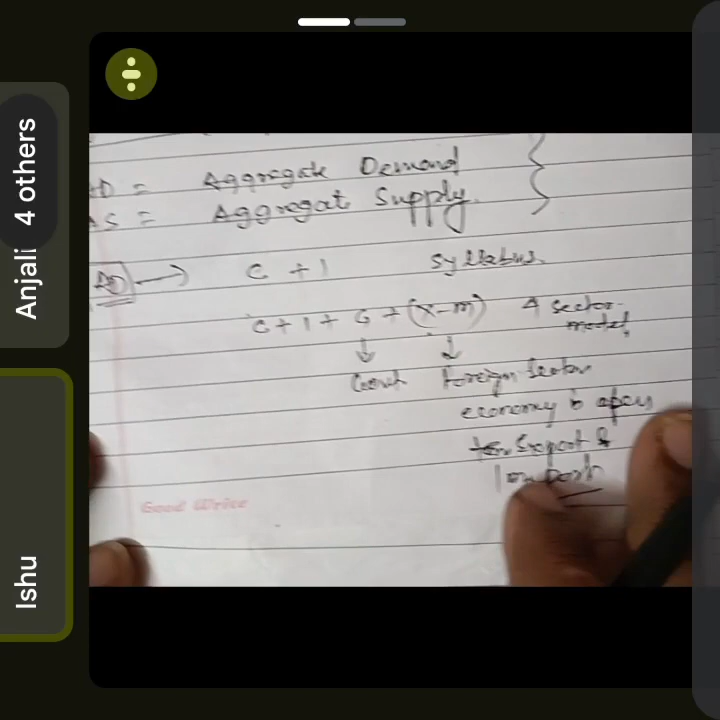 Anjali 4 others
Ishu
AD = Aggregate Demand
AS = Aggregat Supply
AD → C + I Syllabus.
C + I + G + (X-m) 4 sector model
↓ ↓
Govt Foreign Sector
economy is open
Export &
Import
Good Write